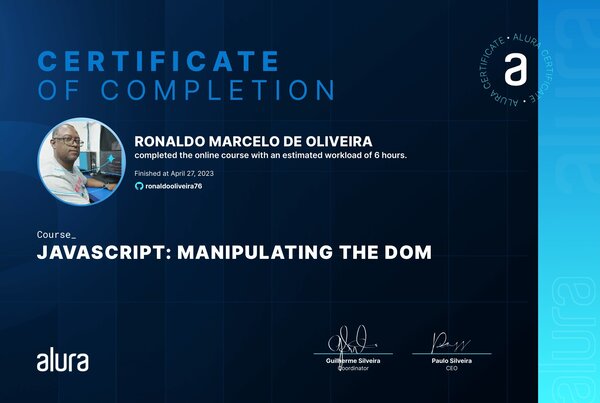 CERTIFICATE
OF COMPLETION
ALURA CERTIFICATE • ALURA CERTIFICATE •
a
RONALDO MARCELO DE OLIVEIRA
completed the online course with an estimated workload of 6 hours.
Finished at April 27, 2023
ronaldooliveira76
Course_
JAVASCRIPT: MANIPULATING THE DOM
alura
Guilherme Silveira
Coordinator
Paulo Silveira
CEO
alura
alura